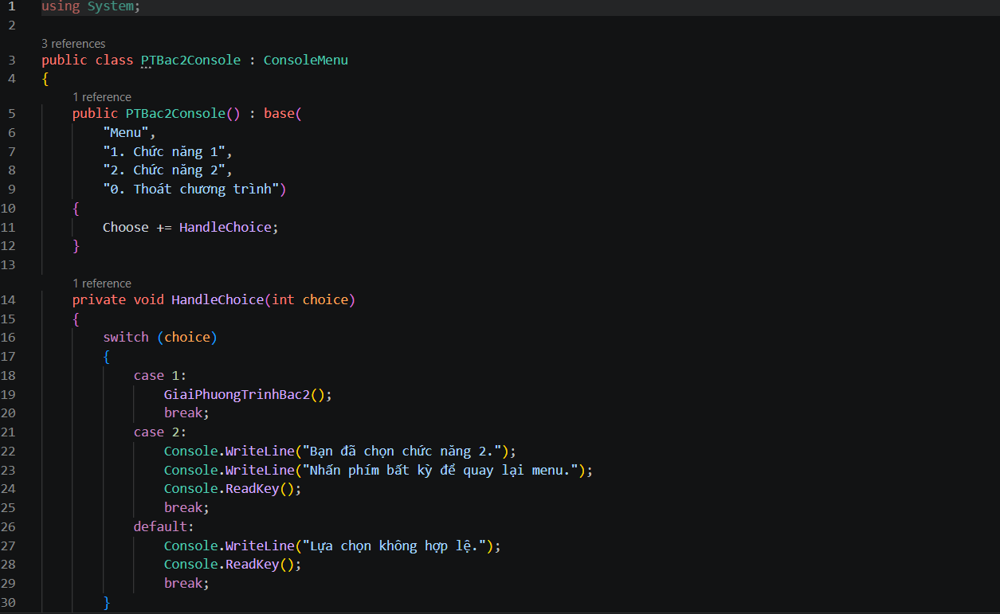 1 using System;
2
3 references
3 public class PTBac2Console : ConsoleMenu
4 {
1 reference
5 public PTBac2Console() : base(
6 "Menu",
7 "1. Chức năng 1",
8 "2. Chức năng 2",
9 "0. Thoát chương trình")
10 {
11 Choose += HandleChoice;
12 }
13
1 reference
14 private void HandleChoice(int choice)
15 {
16 switch (choice)
17 {
18 case 1:
19 GiaiPhuongTrinhBac2();
20 break;
21 case 2:
22 Console.WriteLine("Bạn đã chọn chức năng 2.");
23 Console.WriteLine("Nhấn phím bất kỳ để quay lại menu.");
24 Console.ReadKey();
25 break;
26 default:
27 Console.WriteLine("Lựa chọn không hợp lệ.");
28 Console.ReadKey();
29 break;
30 }